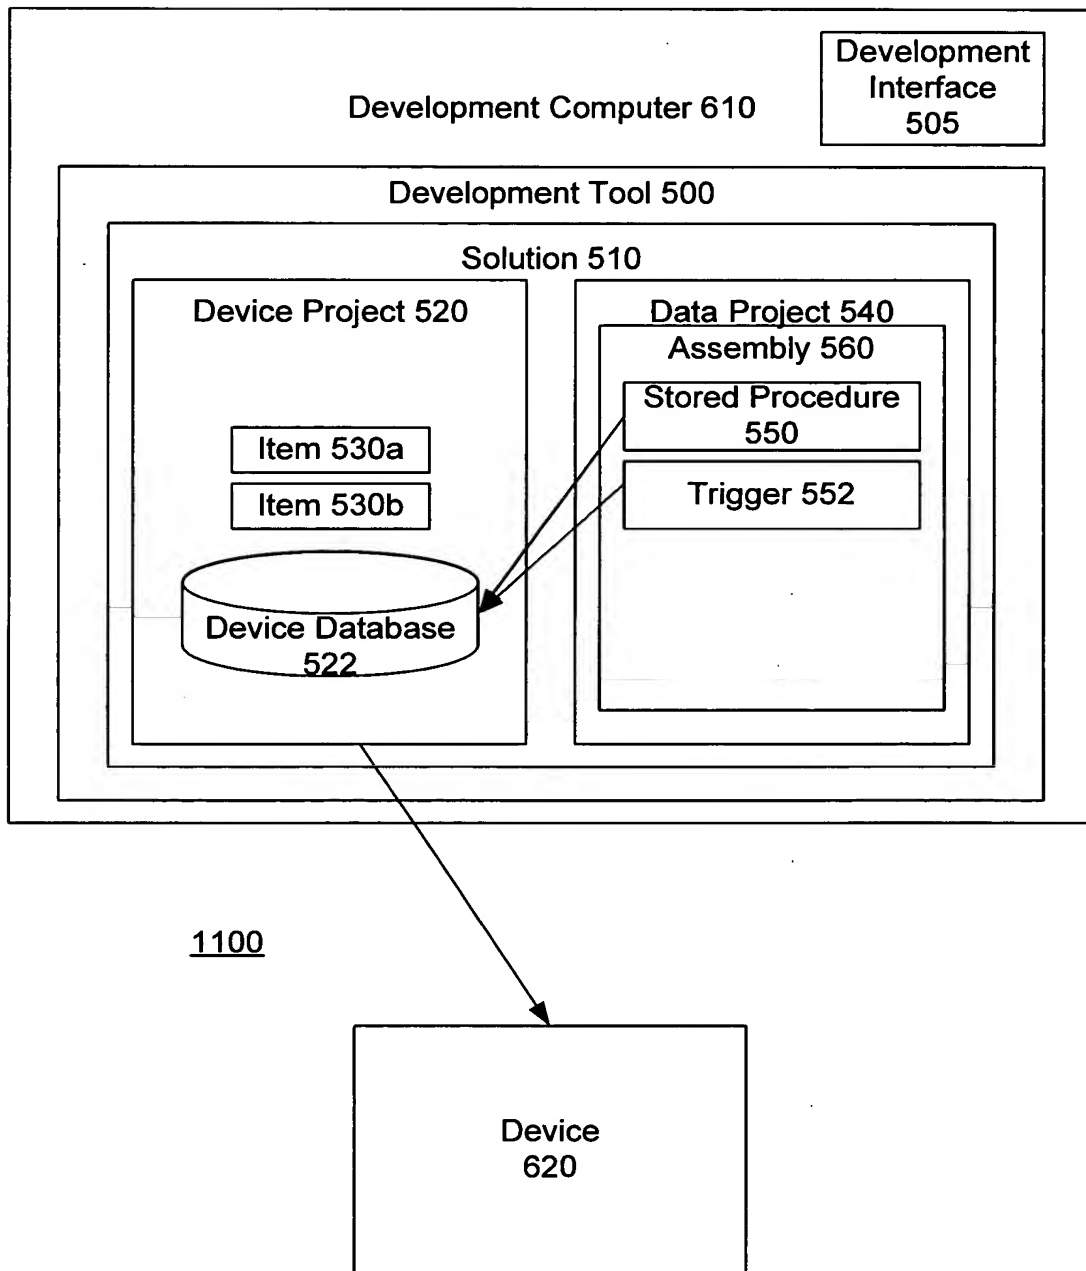 Development
Interface
505
Development Computer 610
Development Tool 500
Solution 510
Device Project 520
Item 530a
Item 530b
Device Database
522
Data Project 540
Assembly 560
Stored Procedure
550
Trigger 552
1100
Device
620